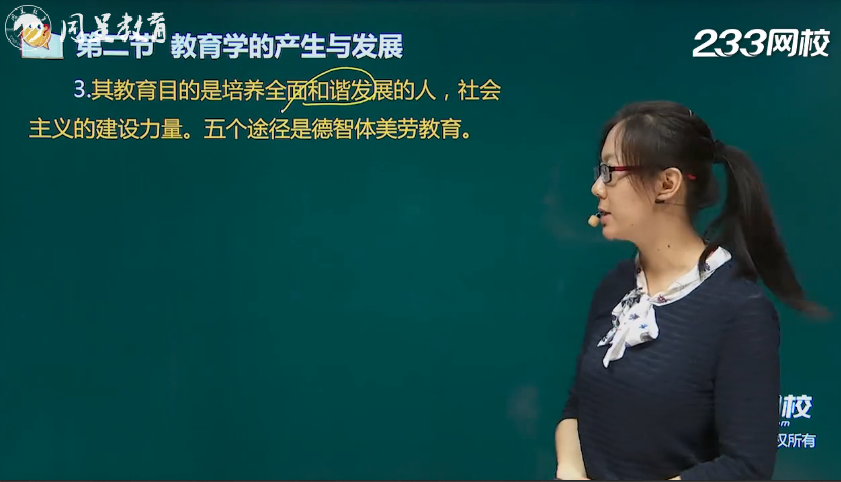 周星教育
第二节 教育学的产生与发展
233网校
3.其教育目的是培养全面和谐发展的人，社会
主义的建设力量。五个途径是德智体美劳教育。
网校
权所有